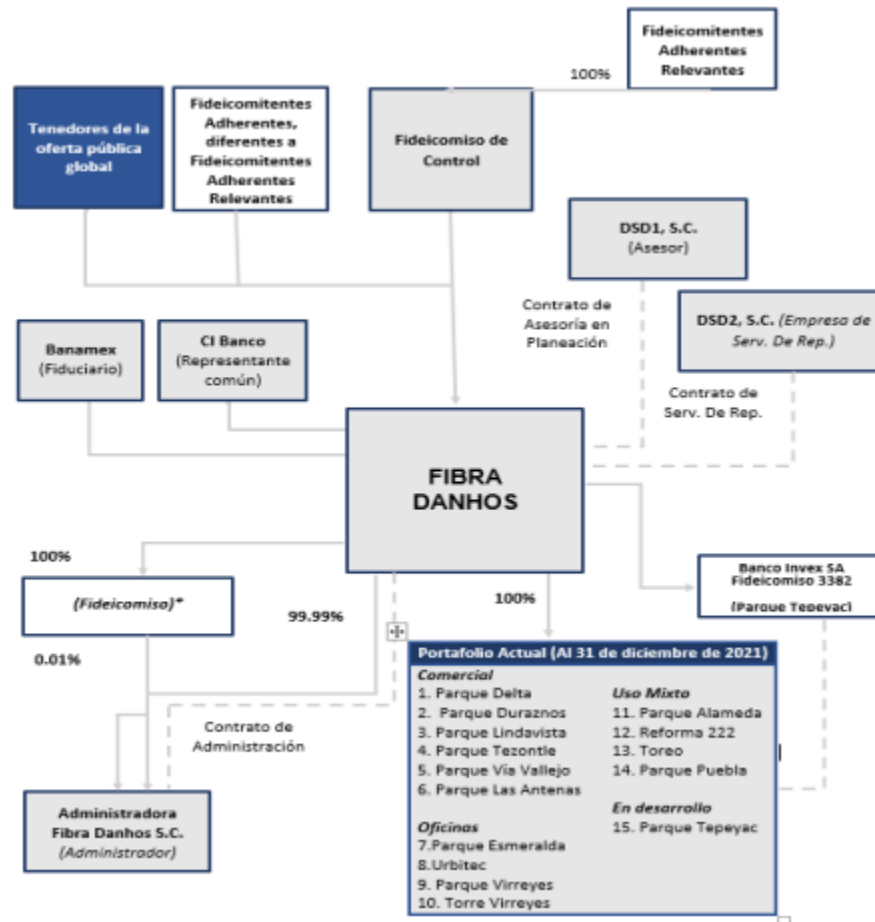 Fideicomitentes
Adherentes
Relevantes
100%
Tenedores de la
oferta pública
global
Fideicomitentes
Adherentes,
diferentes a
Fideicomitentes
Adherentes
Relevantes
Fideicomiso de
Control
DSD1, S.C.
(Asesor)
Contrato de
Asesoría en
Planeación
DSD2, S.C. (Empresa de
Serv. De Rep.)
Contrato de
Serv. De Rep.
Banamex
(Fiduciario)
CI Banco
(Representante
común)
FIBRA
DANHOS
100%
(Fideicomiso)*
0.01%
99.99%
100%
Banco Invex SA
Fideicomiso 3382
(Parque Tepeyac)
Contrato de
Administración
Administradora
Fibra Danhos S.C.
(Administrador)
Portafolio Actual (Al 31 de diciembre de 2021)
Comercial
1. Parque Delta
2. Parque Duraznos
3. Parque Lindavista
4. Parque Tezontle
5. Parque Vía Vallejo
6. Parque Las Antenas
Oficinas
7.Parque Esmeralda
8.Urbitec
9. Parque Virreyes
10. Torre Virreyes
Uso Mixto
11. Parque Alameda
12. Reforma 222
13. Toreo
14. Parque Puebla
En desarrollo
15. Parque Tepeyac